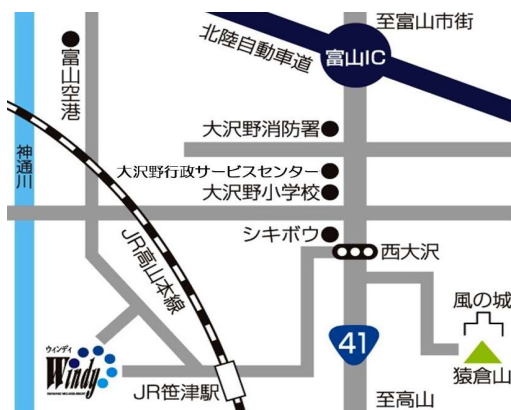 至富山市街
北陸自動車道
富山IC
富山空港
大沢野消防署
大沢野行政サービスセンター
大沢野小学校
神通川
シキボウ
西大沢
JR高山本線
風の城
41
猿倉山
ウィンディ
Windy
JR笹津駅
至高山